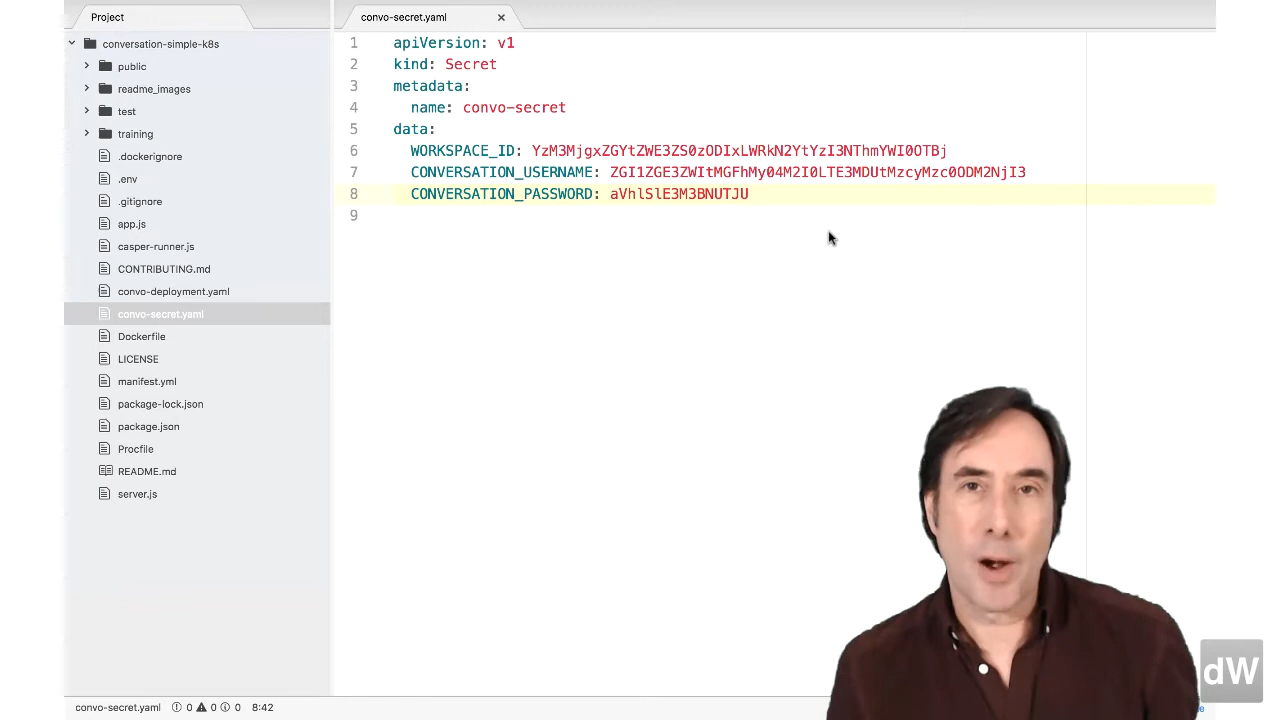 Project
conversation-simple-k8s
public
readme_images
test
training
.dockerignore
.env
.gitignore
app.js
casper-runner.js
CONTRIBUTING.md
convo-deployment.yaml
convo-secret.yaml
Dockerfile
LICENSE
manifest.yml
package-lock.json
package.json
Procfile
README.md
server.js
convo-secret.yaml
1 apiVersion: v1
2 kind: Secret
3 metadata:
4 name: convo-secret
5 data:
6 WORKSPACE_ID: YzM3MjgxZGYtZWE3ZS0zODIxLWRkN2YtYzI3NThmYWI0OTBj
7 CONVERSATION_USERNAME: ZGI1ZGE3ZWItMGFhMy04M2I0LTE3MDUtMzcyMzc0ODM2NjI3
8 CONVERSATION_PASSWORD: aVhlSlE3M3BNUTJU
9
convo-secret.yaml 0 0 0 8:42
dW